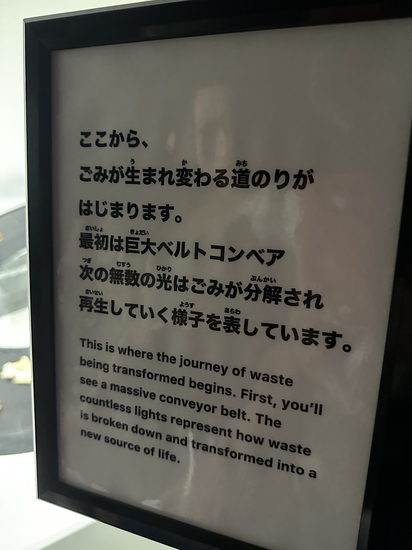 ここから、
ごみが生まれ変わる道のりが
はじまります。
最初は巨大ベルトコンベア
次の無数の光はごみが分解され
再生していく様子を表しています。
This is where the journey of waste
being transformed begins. First, you'll
see a massive conveyor belt. The
countless lights represent how waste
is broken down and transformed into a
new source of life.